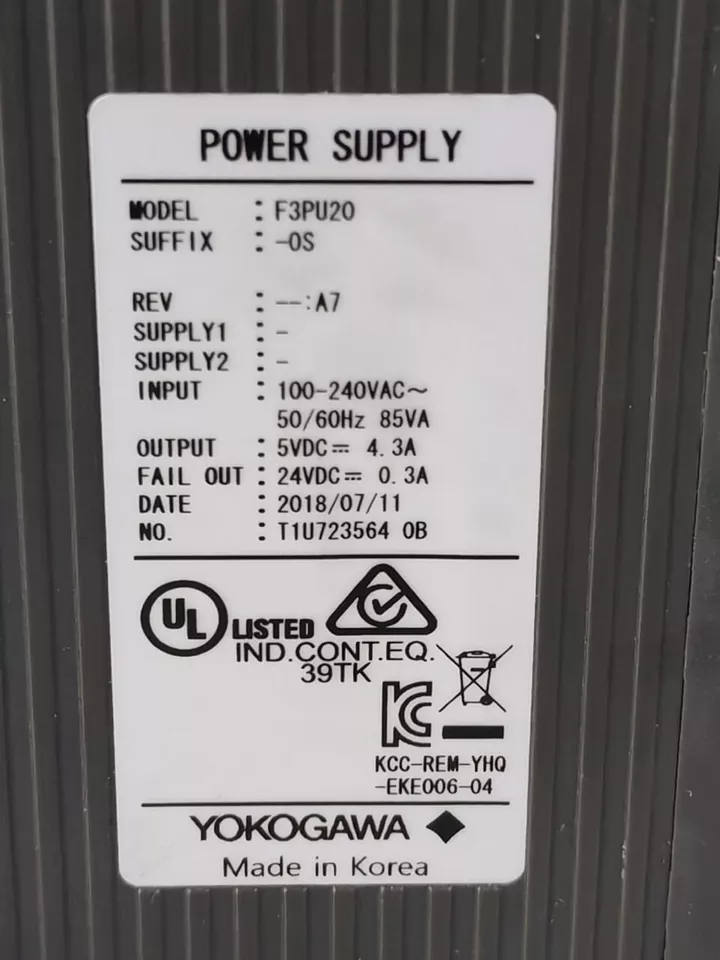 POWER SUPPLY
MODEL : F3PU20
SUFFIX : -0S
REV : --:A7
SUPPLY1 : -
SUPPLY2 : -
INPUT : 100-240VAC~
50/60Hz 85VA
OUTPUT : 5VDC⎓ 4.3A
FAIL OUT : 24VDC⎓ 0.3A
DATE : 2018/07/11
NO. : T1U723564 0B
UL LISTED
IND.CONT.EQ.
39TK
KC
KCC-REM-YHQ
-EKE006-04
YOKOGAWA
Made in Korea